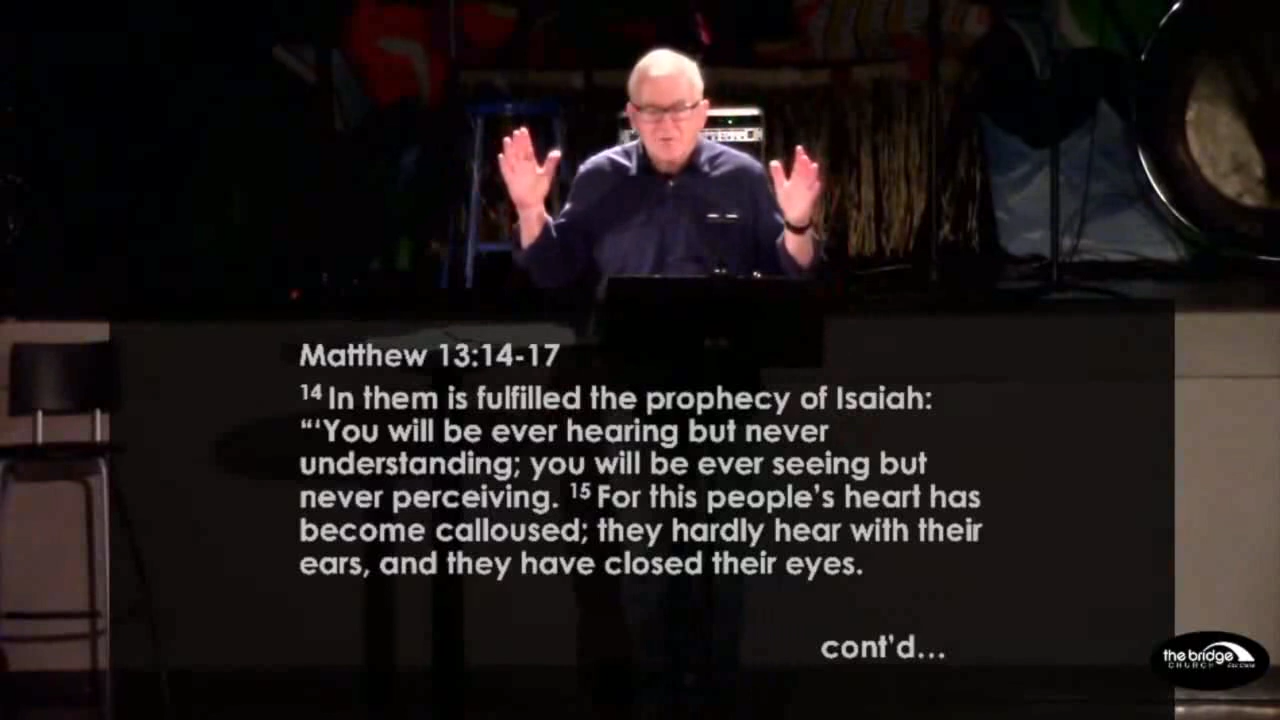 Matthew 13:14-17
14 In them is fulfilled the prophecy of Isaiah:
“‘You will be ever hearing but never
understanding; you will be ever seeing but
never perceiving. 15 For this people’s heart has
become calloused; they hardly hear with their
ears, and they have closed their eyes.
cont'd...
the bridge
CHURCH